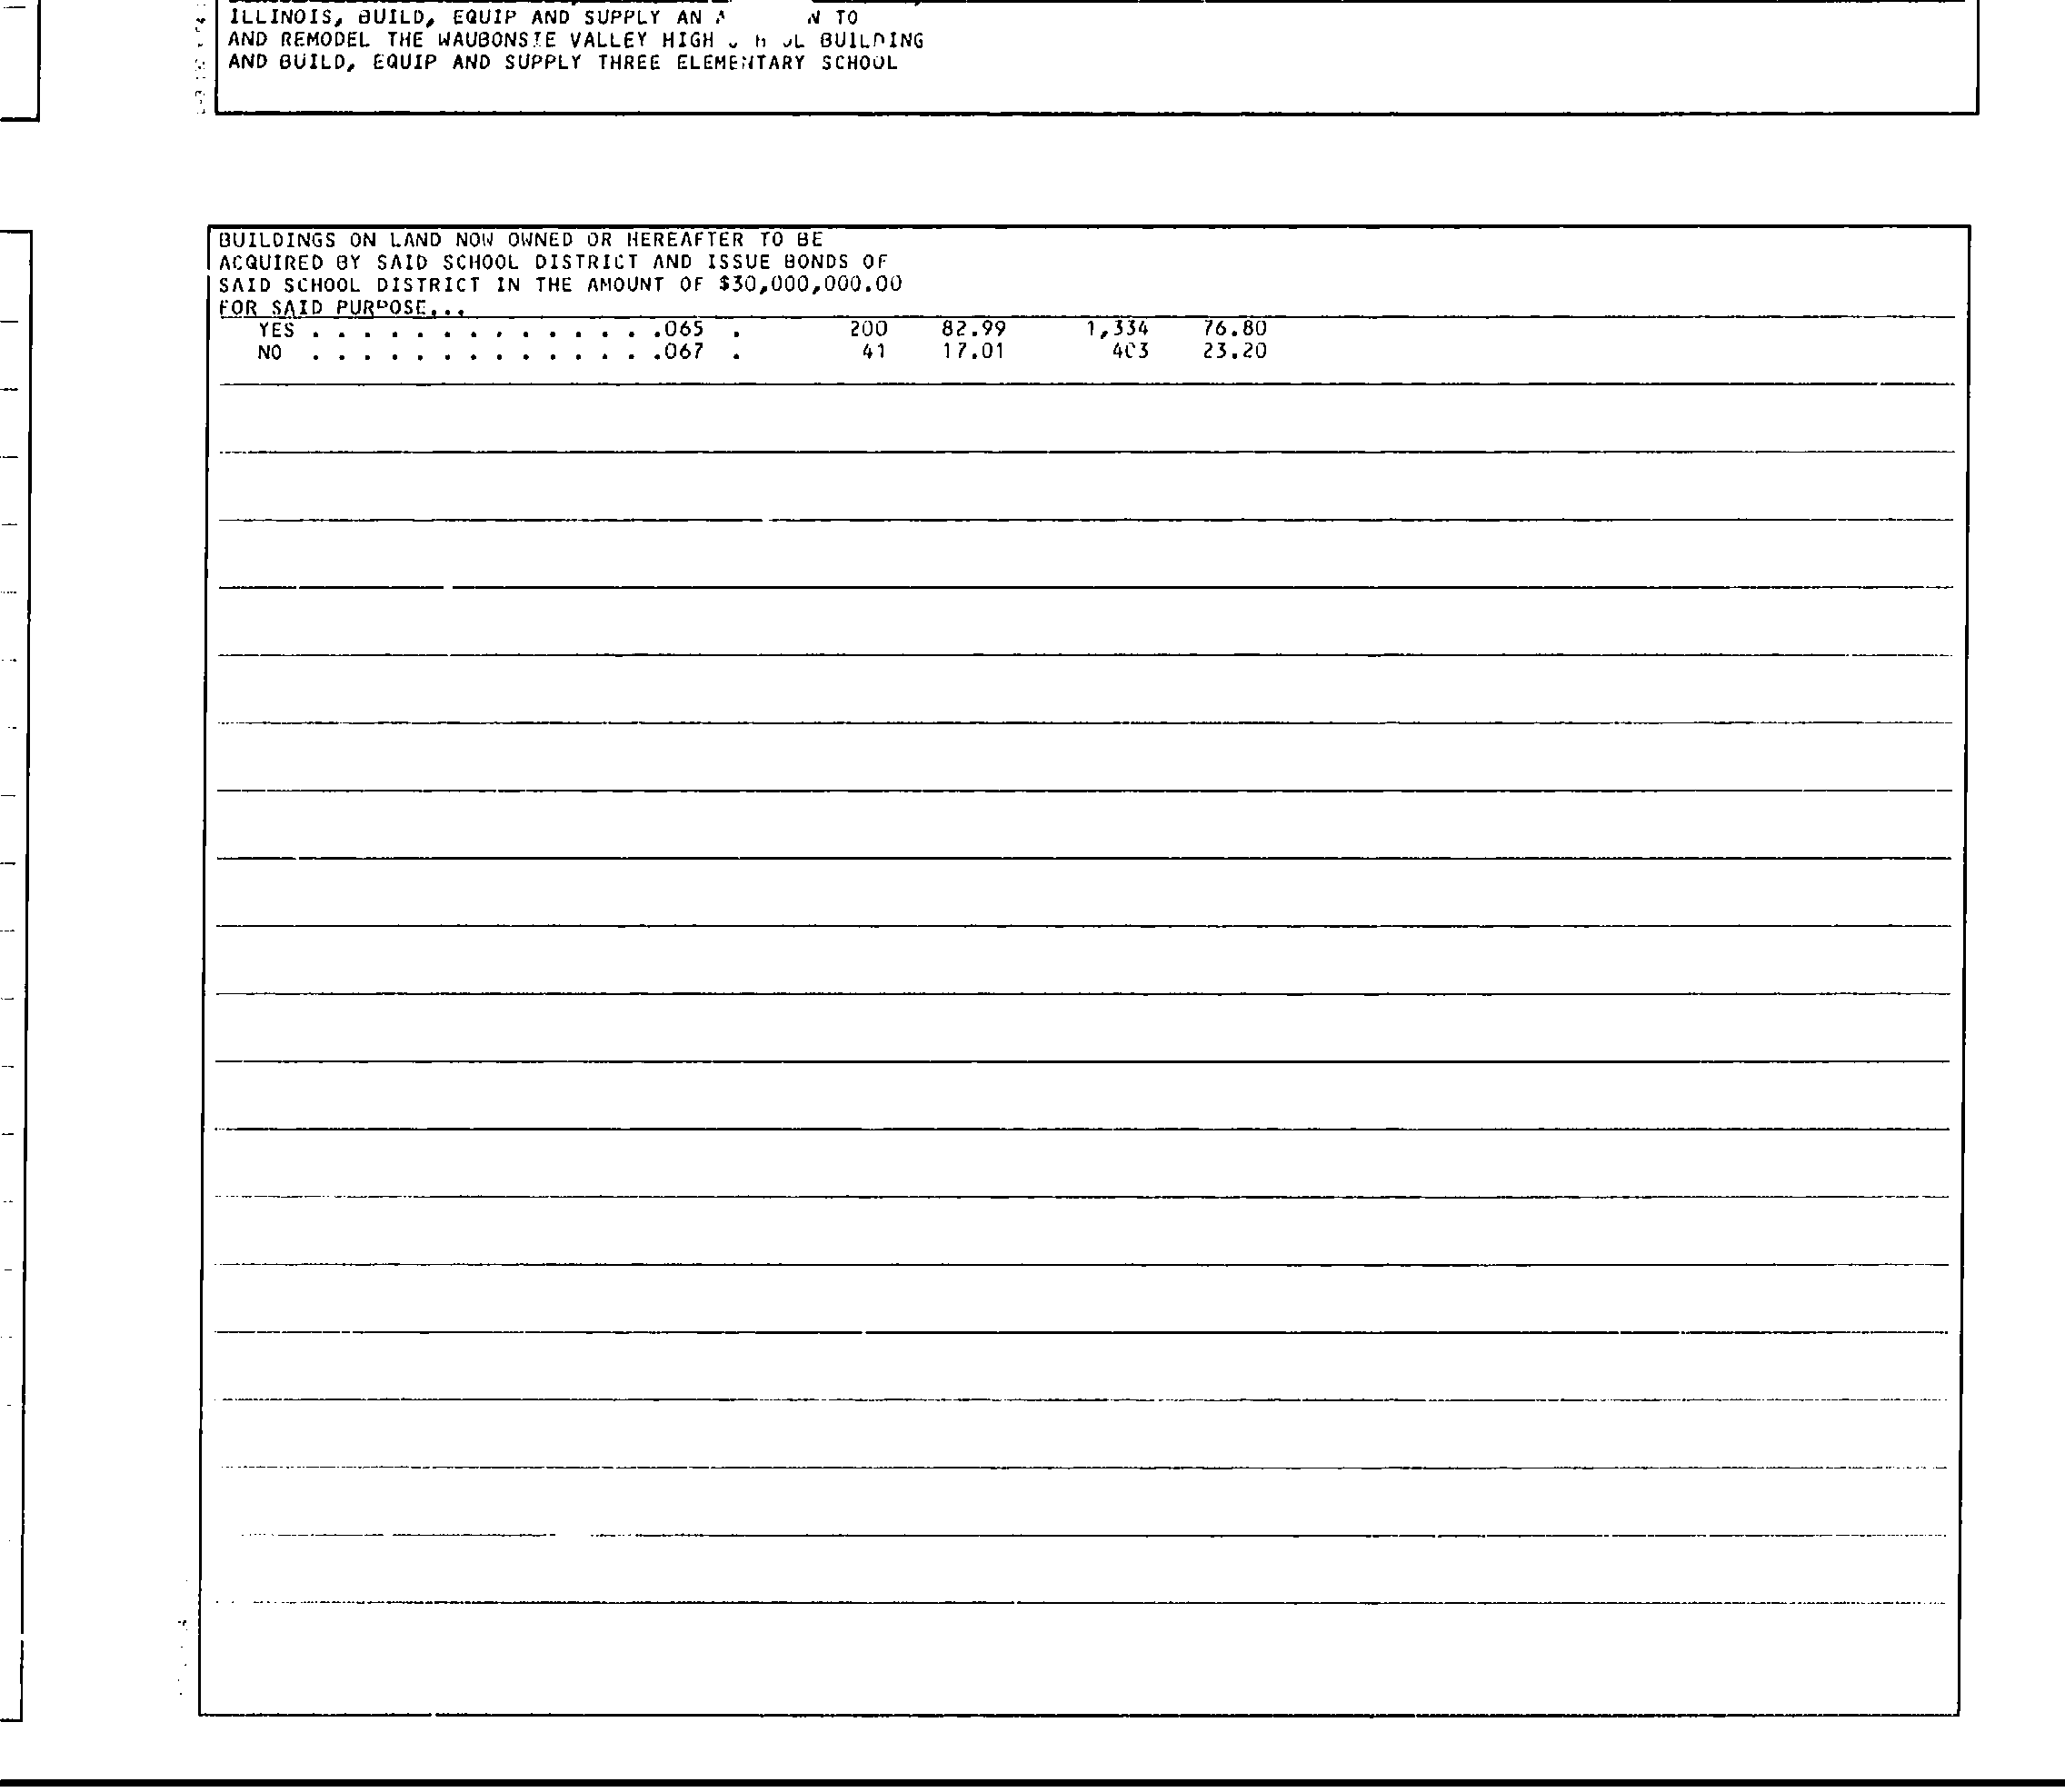 ILLINOIS, BUILD, EQUIP AND SUPPLY AN TO
AND REMODEL THE WAUBONSIE VALLEY HIGH BUILDING
AND BUILD, EQUIP AND SUPPLY THREE ELEMENTARY SCHOOL
BUILDINGS ON LAND NOW OWNED OR HEREAFTER TO BE
ACQUIRED BY SAID SCHOOL DISTRICT AND ISSUE BONDS OF
SAID SCHOOL DISTRICT IN THE AMOUNT OF $30,000,000.00
FOR SAID PURPOSE...
YES . . . . . . . . . . . . . .065 . 200 82.99 1,334 76.80
NO . . . . . . . . . . . . . .067 . 41 17.01 403 23.20